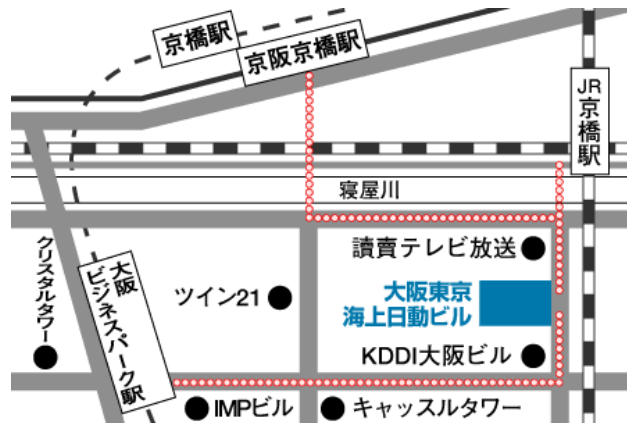 京橋駅
京阪京橋駅
JR京橋駅
寝屋川
讀賣テレビ放送
クリスタルタワー
大阪
ビジネスパーク駅
ツイン21
大阪東京
海上日動ビル
KDDI大阪ビル
IMPビル
キャッスルタワー